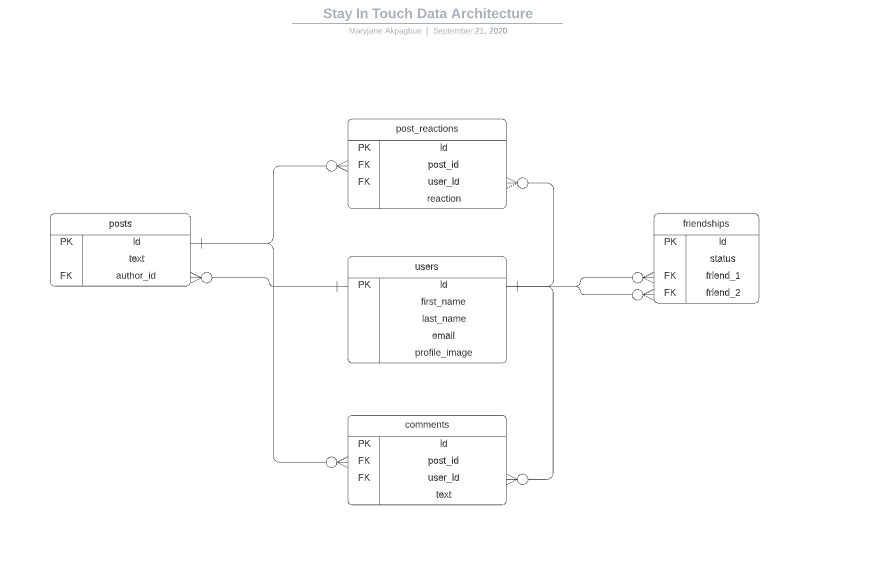 Stay In Touch Data Architecture
Maryjane Akpagbue | September 21, 2020
post_reactions
PK Id
FK post_id
FK user_Id
reaction
posts
PK Id
text
FK author_id
users
PK Id
first_name
last_name
email
profile_image
friendships
PK Id
status
FK friend_1
FK friend_2
comments
PK Id
FK post_id
FK user_Id
text